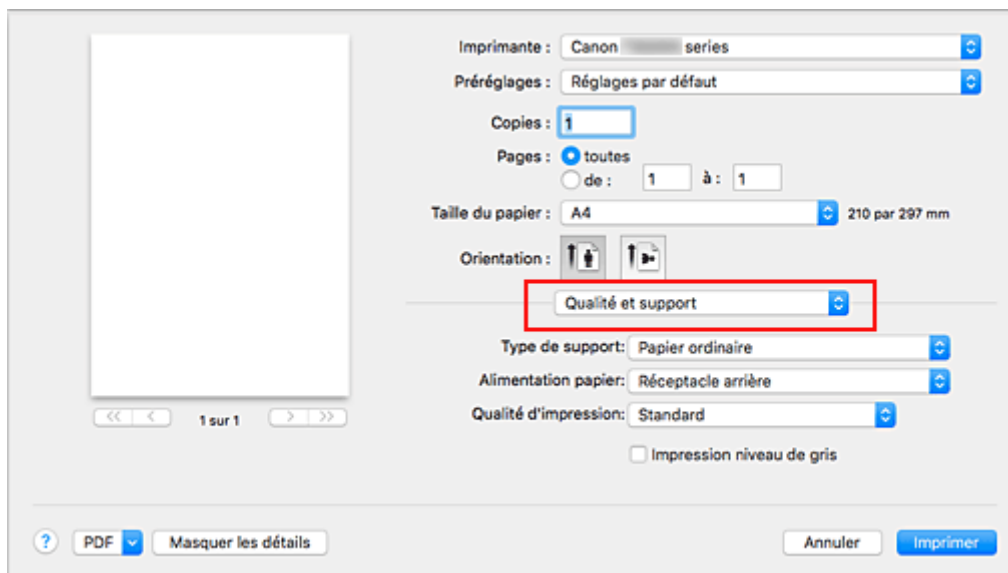 Imprimante : Canon series
Préréglages : Réglages par défaut
Copies : 1
Pages : toutes
de : 1 à : 1
Taille du papier : A4 210 par 297 mm
Orientation :
Qualité et support
Type de support: Papier ordinaire
Alimentation papier: Réceptacle arrière
Qualité d'impression: Standard
1 sur 1
Impression niveau de gris
? PDF Masquer les détails Annuler Imprimer